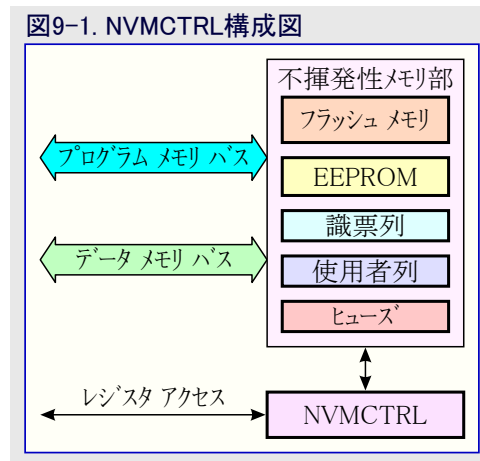 図9-1. NVMCTRL構成図
不揮発性メモリ部
フラッシュ メモリ
プログラム メモリ バス
EEPROM
識票列
データ メモリ バス
使用者列
ヒューズ
レジスタ アクセス
NVMCTRL